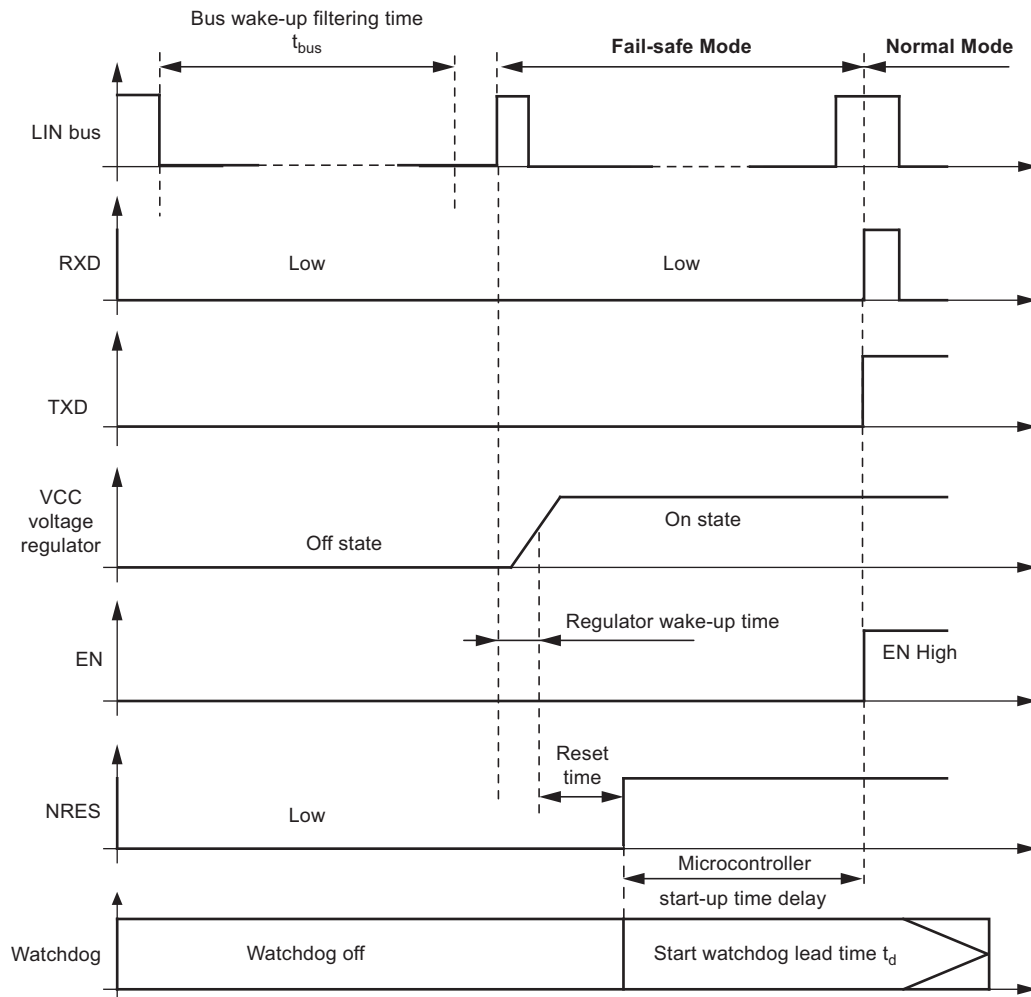 Bus wake-up filtering time
tbus
Fail-safe Mode
Normal Mode
LIN bus
RXD
Low
Low
TXD
VCC
voltage
regulator
Off state
On state
Regulator wake-up time
EN
EN High
Reset
time
NRES
Low
Microcontroller
start-up time delay
Watchdog
Watchdog off
Start watchdog lead time td